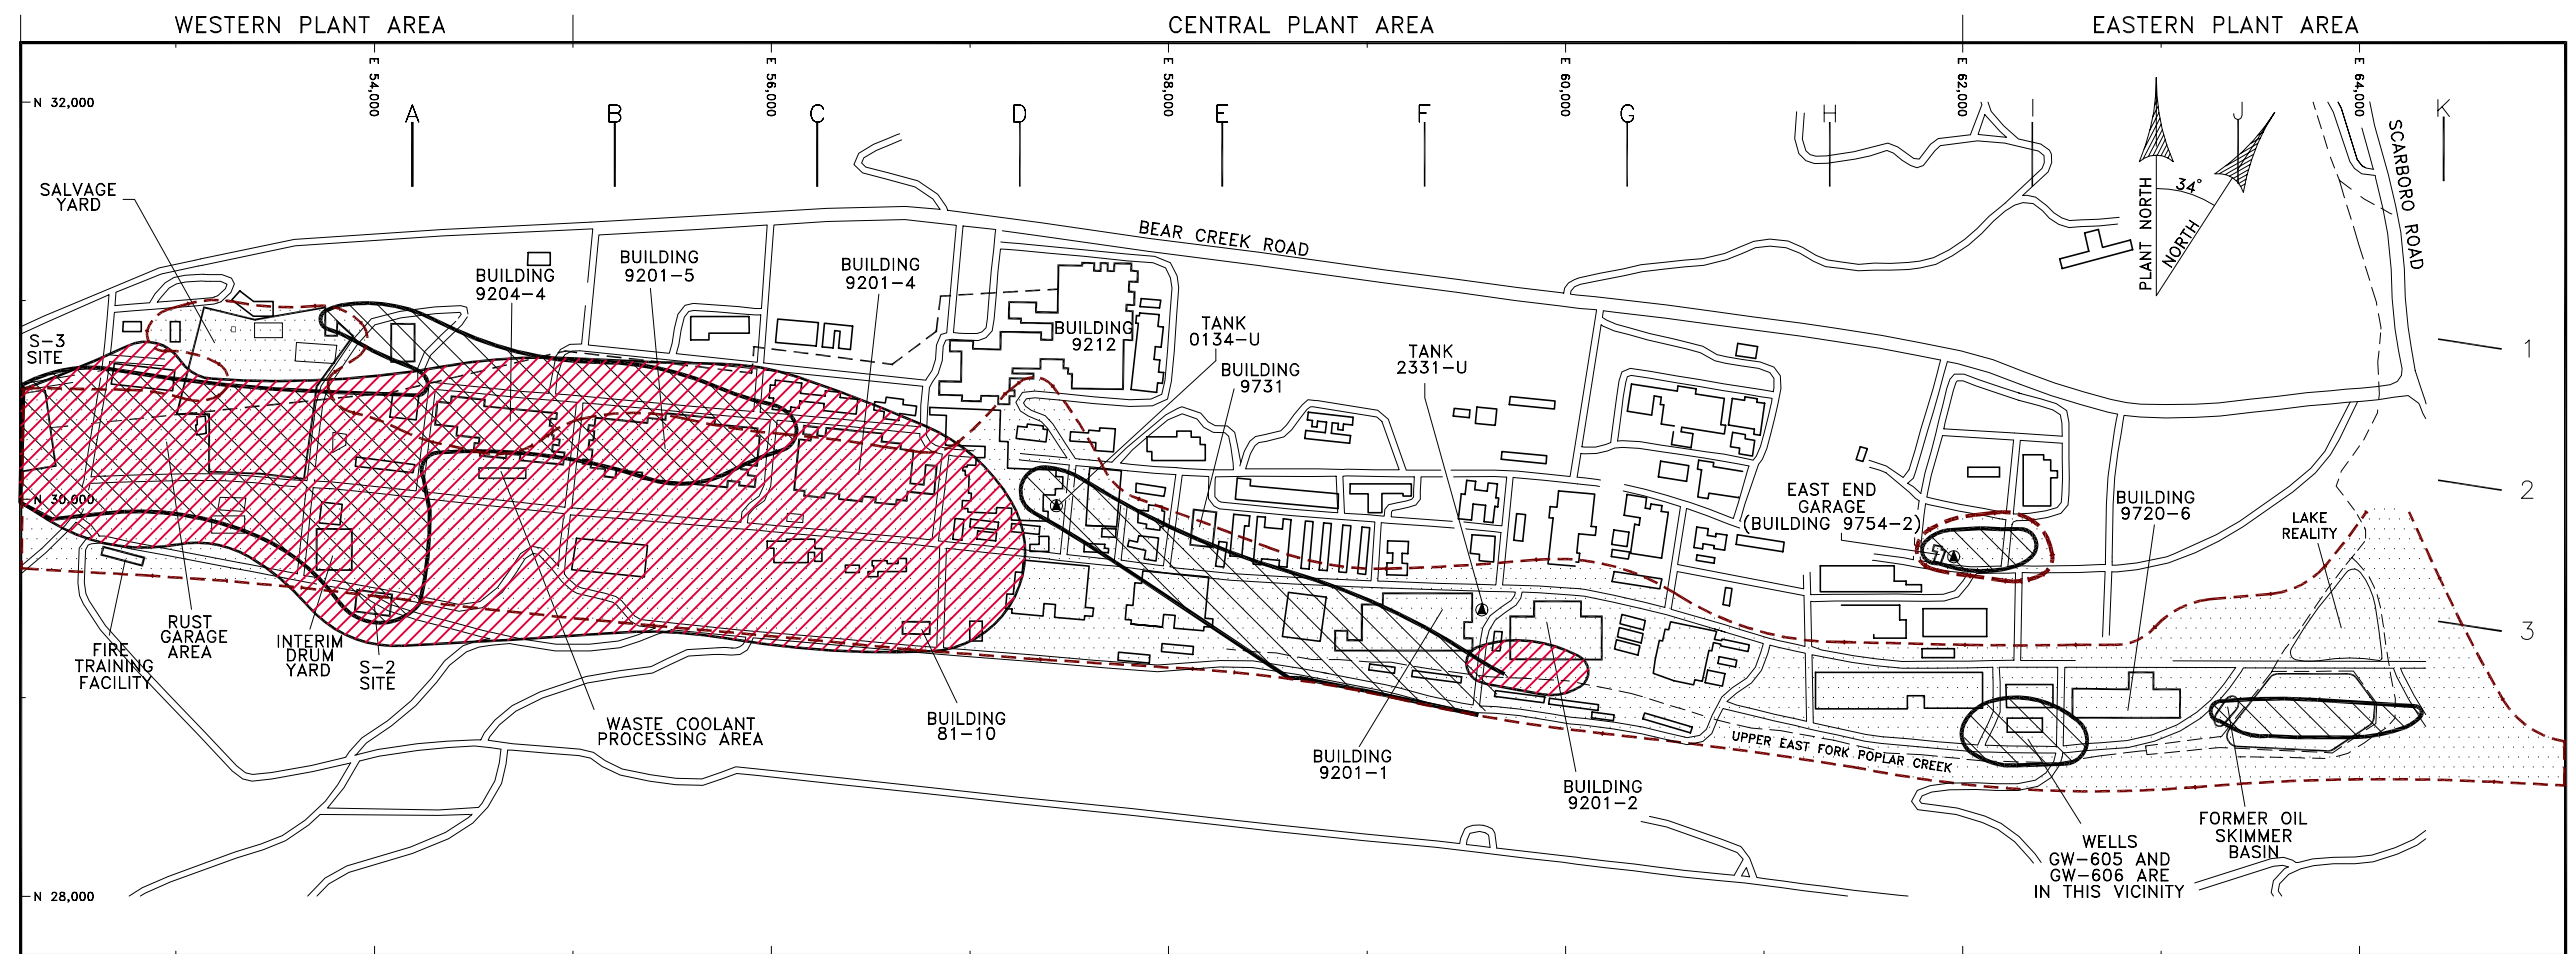 WESTERN PLANT AREA
CENTRAL PLANT AREA
EASTERN PLANT AREA
E 54,000
E 56,000
E 58,000
E 60,000
E 62,000
E 64,000
N 32,000
A
B
C
D
E
F
G
H
I
J
K
SCARBORO ROAD
PLANT NORTH
34°
NORTH
SALVAGE
YARD
BEAR CREEK ROAD
BUILDING
9204-4
BUILDING
9201-5
BUILDING
9201-4
BUILDING
9212
TANK
0134-U
BUILDING
9731
TANK
2331-U
S-3
SITE
1
2
3
N 30,000
EAST END
GARAGE
(BUILDING 9754-2)
BUILDING
9720-6
LAKE
REALITY
FIRE
TRAINING
FACILITY
RUST
GARAGE
AREA
INTERIM
DRUM
YARD
S-2
SITE
WASTE COOLANT
PROCESSING AREA
BUILDING
81-10
BUILDING
9201-1
BUILDING
9201-2
UPPER EAST FORK POPLAR CREEK
WELLS
GW-605 AND
GW-606 ARE
IN THIS VICINITY
FORMER OIL
SKIMMER
BASIN
N 28,000